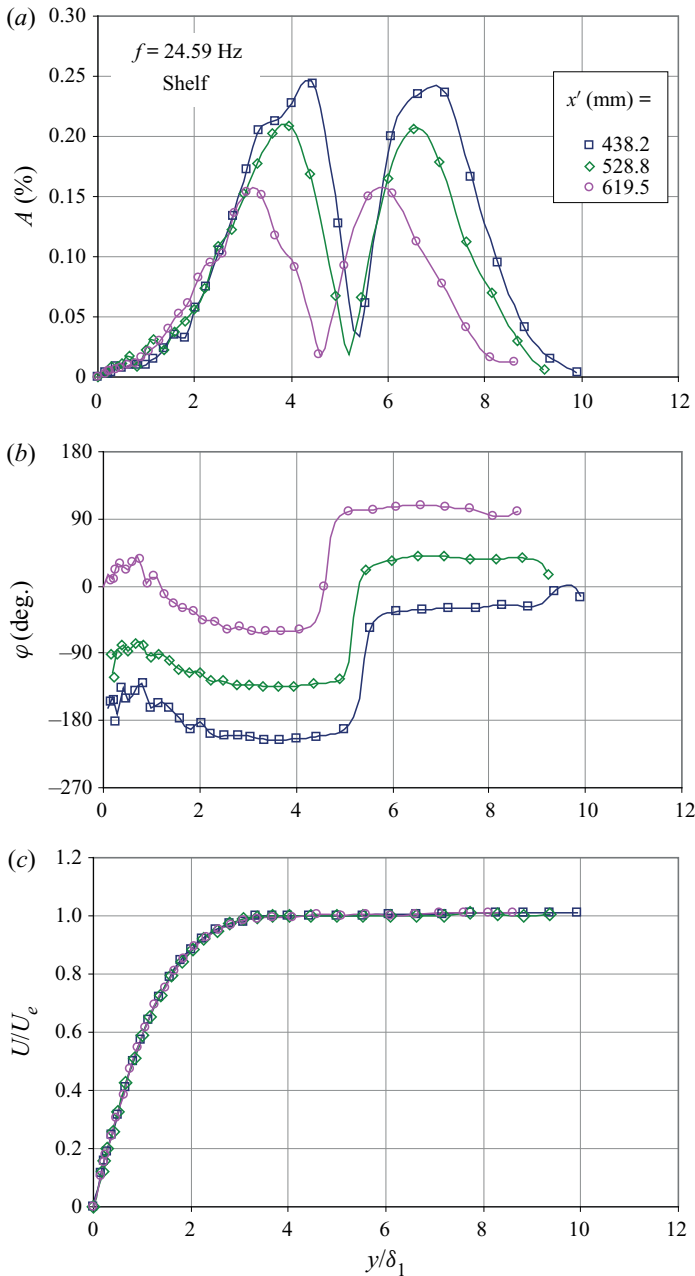 (a)
0.30
0.25
0.20
0.15
0.10
0.05
0
A (%)
f = 24.59 Hz
Shelf
x′ (mm) =
438.2
528.8
619.5
0 2 4 6 8 10 12
(b)
180
90
0
–90
–180
–270
φ (deg.)
0 2 4 6 8 10 12
(c)
1.2
1.0
0.8
0.6
0.4
0.2
0
U/Uₑ
0 2 4 6 8 10 12
y/δ₁